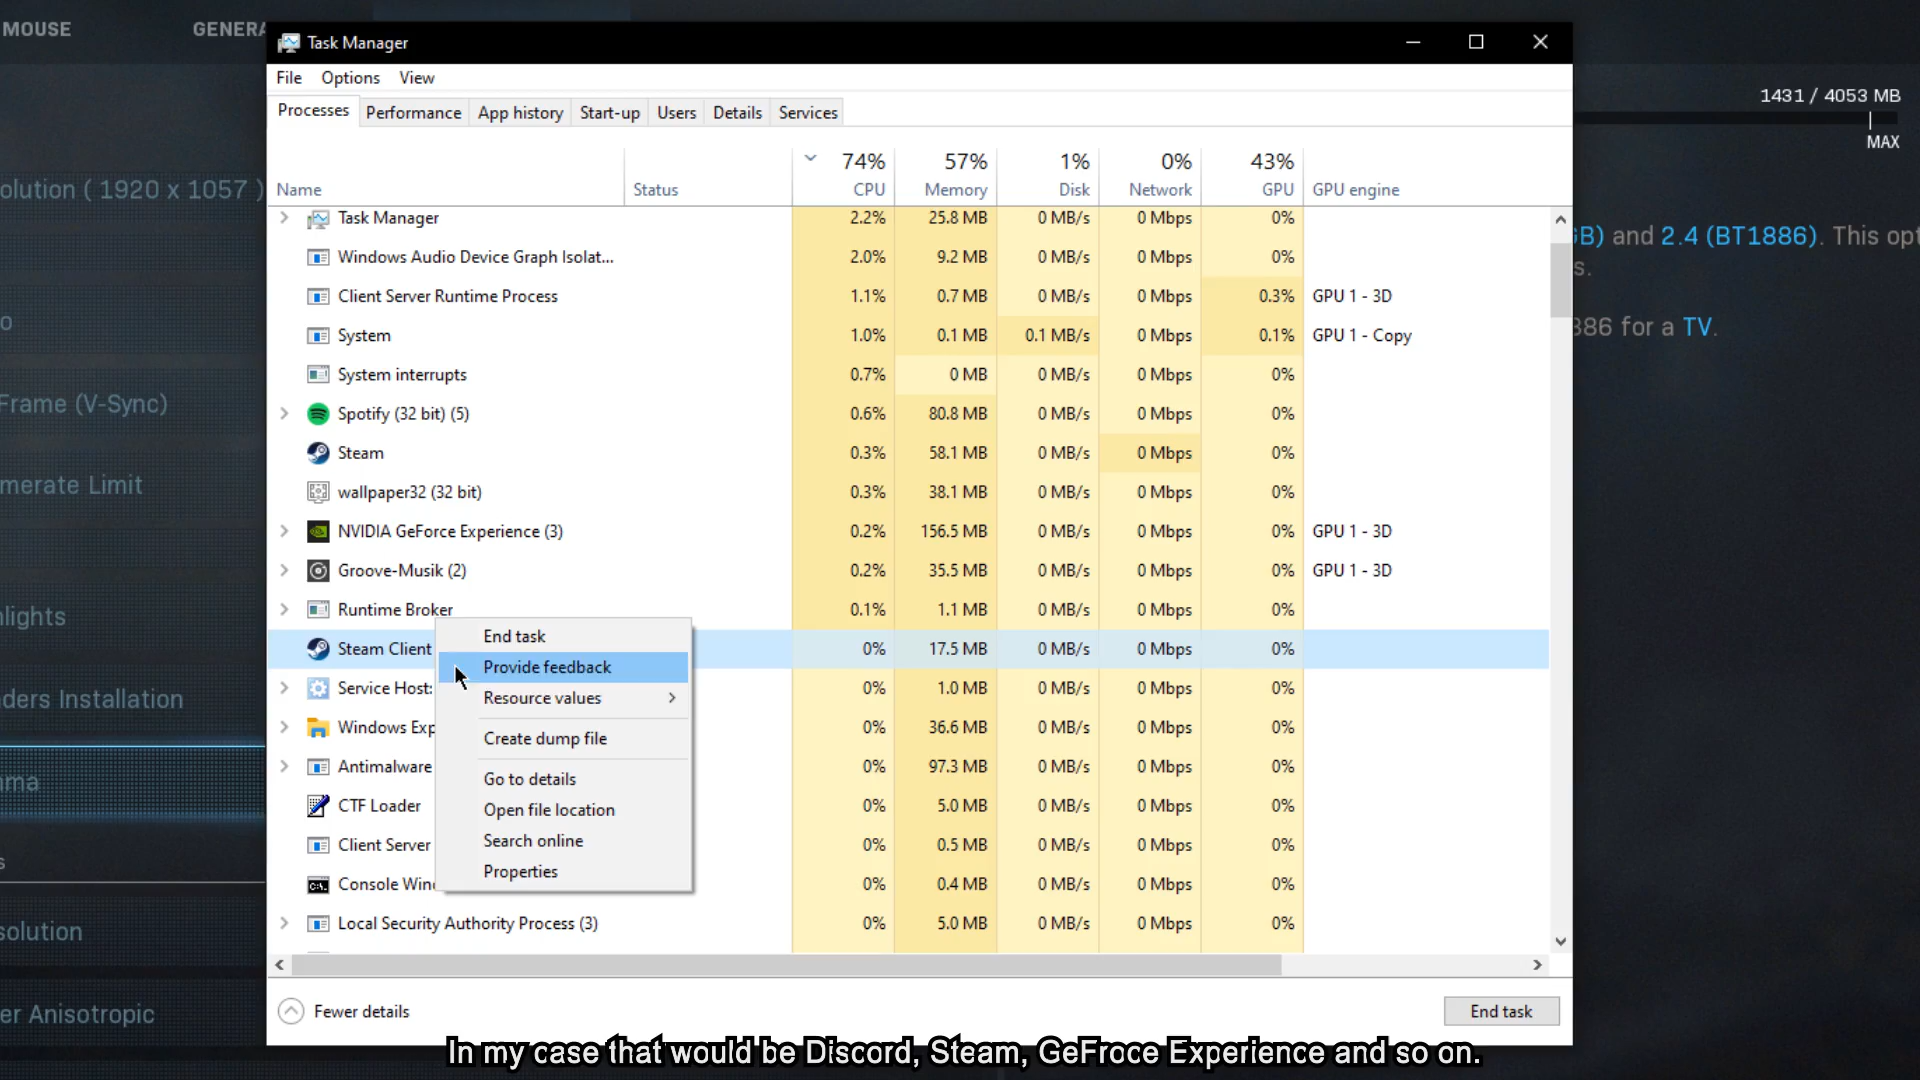 MOUSE
GENERA
Task Manager
File Options View
Processes Performance App history Start-up Users Details Services
1431 / 4053 MB
MAX
74% 57% 1% 0% 43%
Name Status CPU Memory Disk Network GPU GPU engine
olution ( 1920 x 1057 )
Task Manager 2.2% 25.8 MB 0 MB/s 0 Mbps 0%
GB) and 2.4 (BT1886). This opt
Windows Audio Device Graph Isolat... 2.0% 9.2 MB 0 MB/s 0 Mbps 0%
s.
Client Server Runtime Process 1.1% 0.7 MB 0 MB/s 0 Mbps 0.3% GPU 1 - 3D
o
886 for a TV.
System 1.0% 0.1 MB 0.1 MB/s 0 Mbps 0.1% GPU 1 - Copy
System interrupts 0.7% 0 MB 0 MB/s 0 Mbps 0%
Frame (V-Sync)
Spotify (32 bit) (5) 0.6% 80.8 MB 0 MB/s 0 Mbps 0%
Steam 0.3% 58.1 MB 0 MB/s 0 Mbps 0%
merate Limit
wallpaper32 (32 bit) 0.3% 38.1 MB 0 MB/s 0 Mbps 0%
NVIDIA GeForce Experience (3) 0.2% 156.5 MB 0 MB/s 0 Mbps 0% GPU 1 - 3D
Groove-Musik (2) 0.2% 35.5 MB 0 MB/s 0 Mbps 0% GPU 1 - 3D
hlights
Runtime Broker 0.1% 1.1 MB 0 MB/s 0 Mbps 0%
Steam Client 0% 17.5 MB 0 MB/s 0 Mbps 0%
Service Host: 0% 1.0 MB 0 MB/s 0 Mbps 0%
ders Installation
Windows Exp 0% 36.6 MB 0 MB/s 0 Mbps 0%
Antimalware 0% 97.3 MB 0 MB/s 0 Mbps 0%
ma
CTF Loader 0% 5.0 MB 0 MB/s 0 Mbps 0%
Client Server 0% 0.5 MB 0 MB/s 0 Mbps 0%
s
Console Win 0% 0.4 MB 0 MB/s 0 Mbps 0%
Local Security Authority Process (3) 0% 5.0 MB 0 MB/s 0 Mbps 0%
solution
End task
Provide feedback
Resource values
Create dump file
Go to details
Open file location
Search online
Properties
er Anisotropic
Fewer details
End task
In my case that would be Discord, Steam, GeFroce Experience and so on.